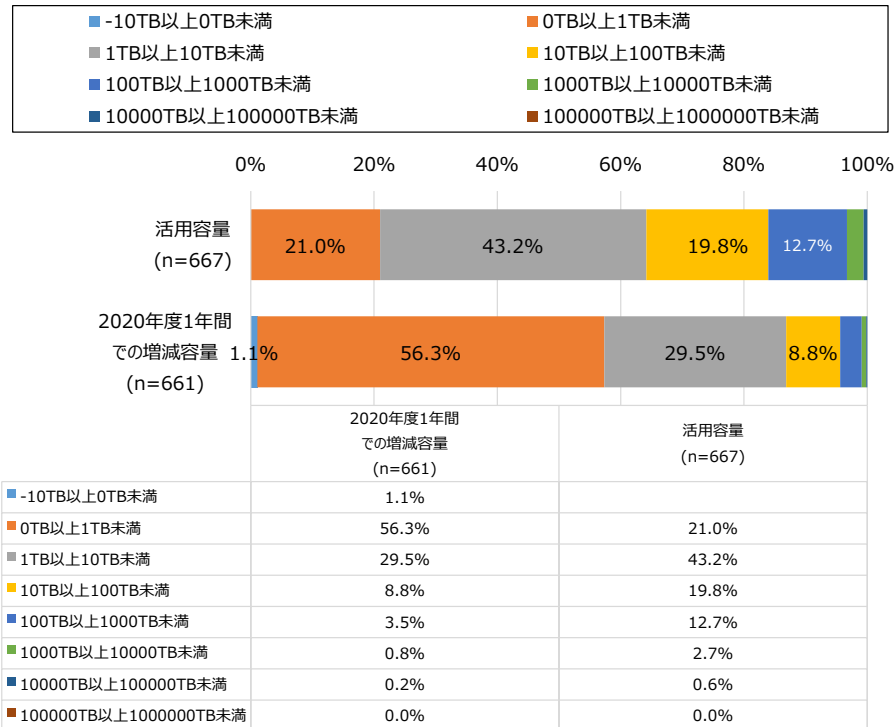 -10TB以上0TB未満 0TB以上1TB未満
1TB以上10TB未満 10TB以上100TB未満
100TB以上1000TB未満 1000TB以上10000TB未満
10000TB以上100000TB未満 100000TB以上1000000TB未満
0% 20% 40% 60% 80% 100%
活用容量
(n=667)
21.0% 43.2% 19.8% 12.7%
2020年度1年間
での増減容量
(n=661)
1.1% 56.3% 29.5% 8.8%
2020年度1年間
での増減容量
(n=661)
活用容量
(n=667)
-10TB以上0TB未満 1.1%
0TB以上1TB未満 56.3% 21.0%
1TB以上10TB未満 29.5% 43.2%
10TB以上100TB未満 8.8% 19.8%
100TB以上1000TB未満 3.5% 12.7%
1000TB以上10000TB未満 0.8% 2.7%
10000TB以上100000TB未満 0.2% 0.6%
100000TB以上1000000TB未満 0.0% 0.0%